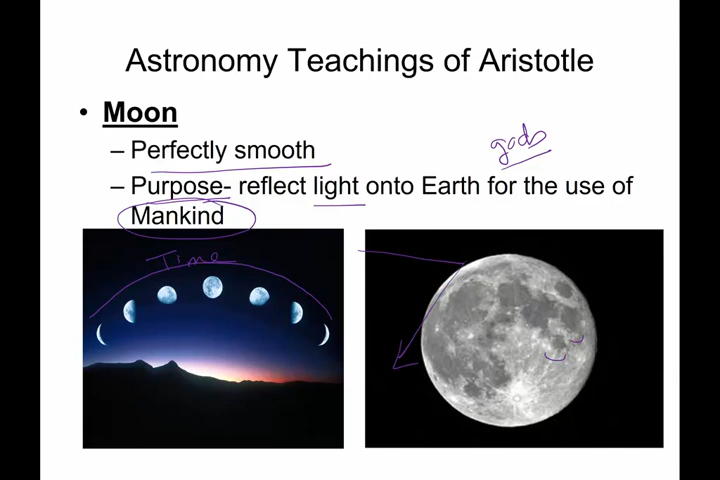 Astronomy Teachings of Aristotle
• Moon
– Perfectly smooth
gods
– Purpose- reflect light onto Earth for the use of
Mankind
Time